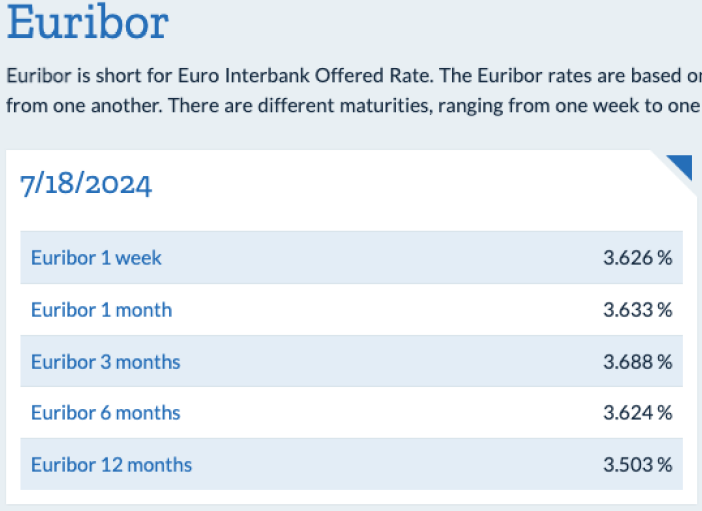 Euribor
Euribor is short for Euro Interbank Offered Rate. The Euribor rates are based
from one another. There are different maturities, ranging from one week to one
7/18/2024
Euribor 1 week 3.626 %
Euribor 1 month 3.633 %
Euribor 3 months 3.688 %
Euribor 6 months 3.624 %
Euribor 12 months 3.503 %